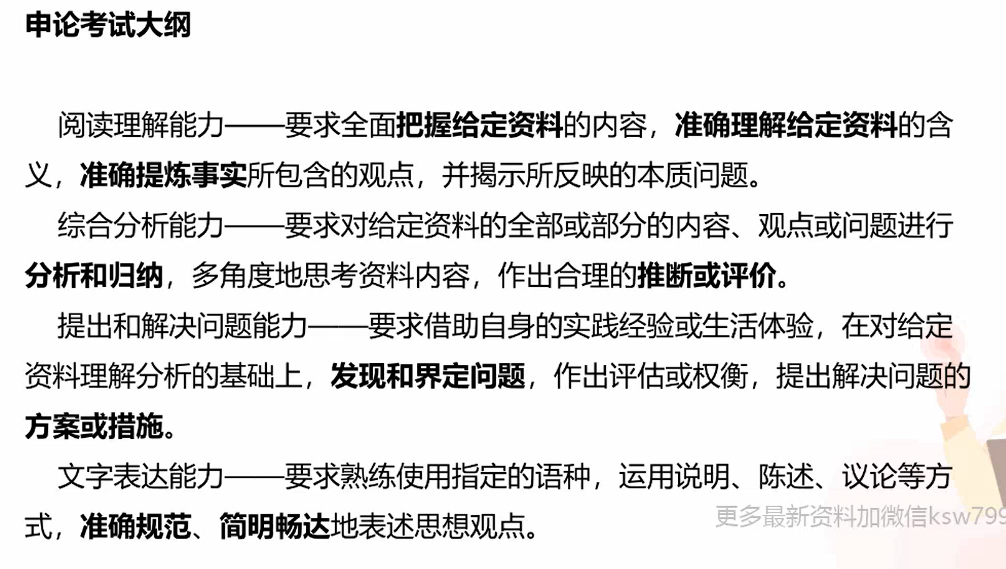 申论考试大纲
阅读理解能力——要求全面把握给定资料的内容，准确理解给定资料的含
义，准确提炼事实所包含的观点，并揭示所反映的本质问题。
综合分析能力——要求对给定资料的全部或部分的内容、观点或问题进行
分析和归纳，多角度地思考资料内容，作出合理的推断或评价。
提出和解决问题能力——要求借助自身的实践经验或生活体验，在对给定
资料理解分析的基础上，发现和界定问题，作出评估或权衡，提出解决问题的
方案或措施。
文字表达能力——要求熟练使用指定的语种，运用说明、陈述、议论等方
式，准确规范、简明畅达地表述思想观点。
更多最新资料加微信ksw799